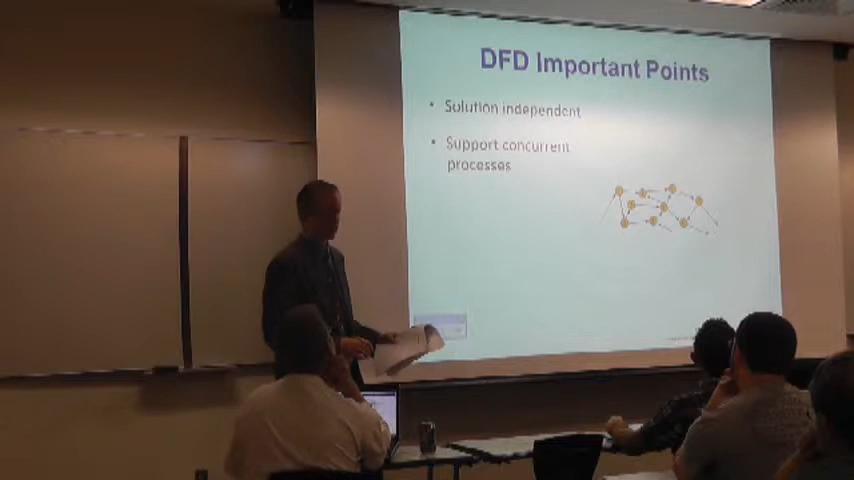 DFD Important Points
• Solution independent
• Support concurrent
processes